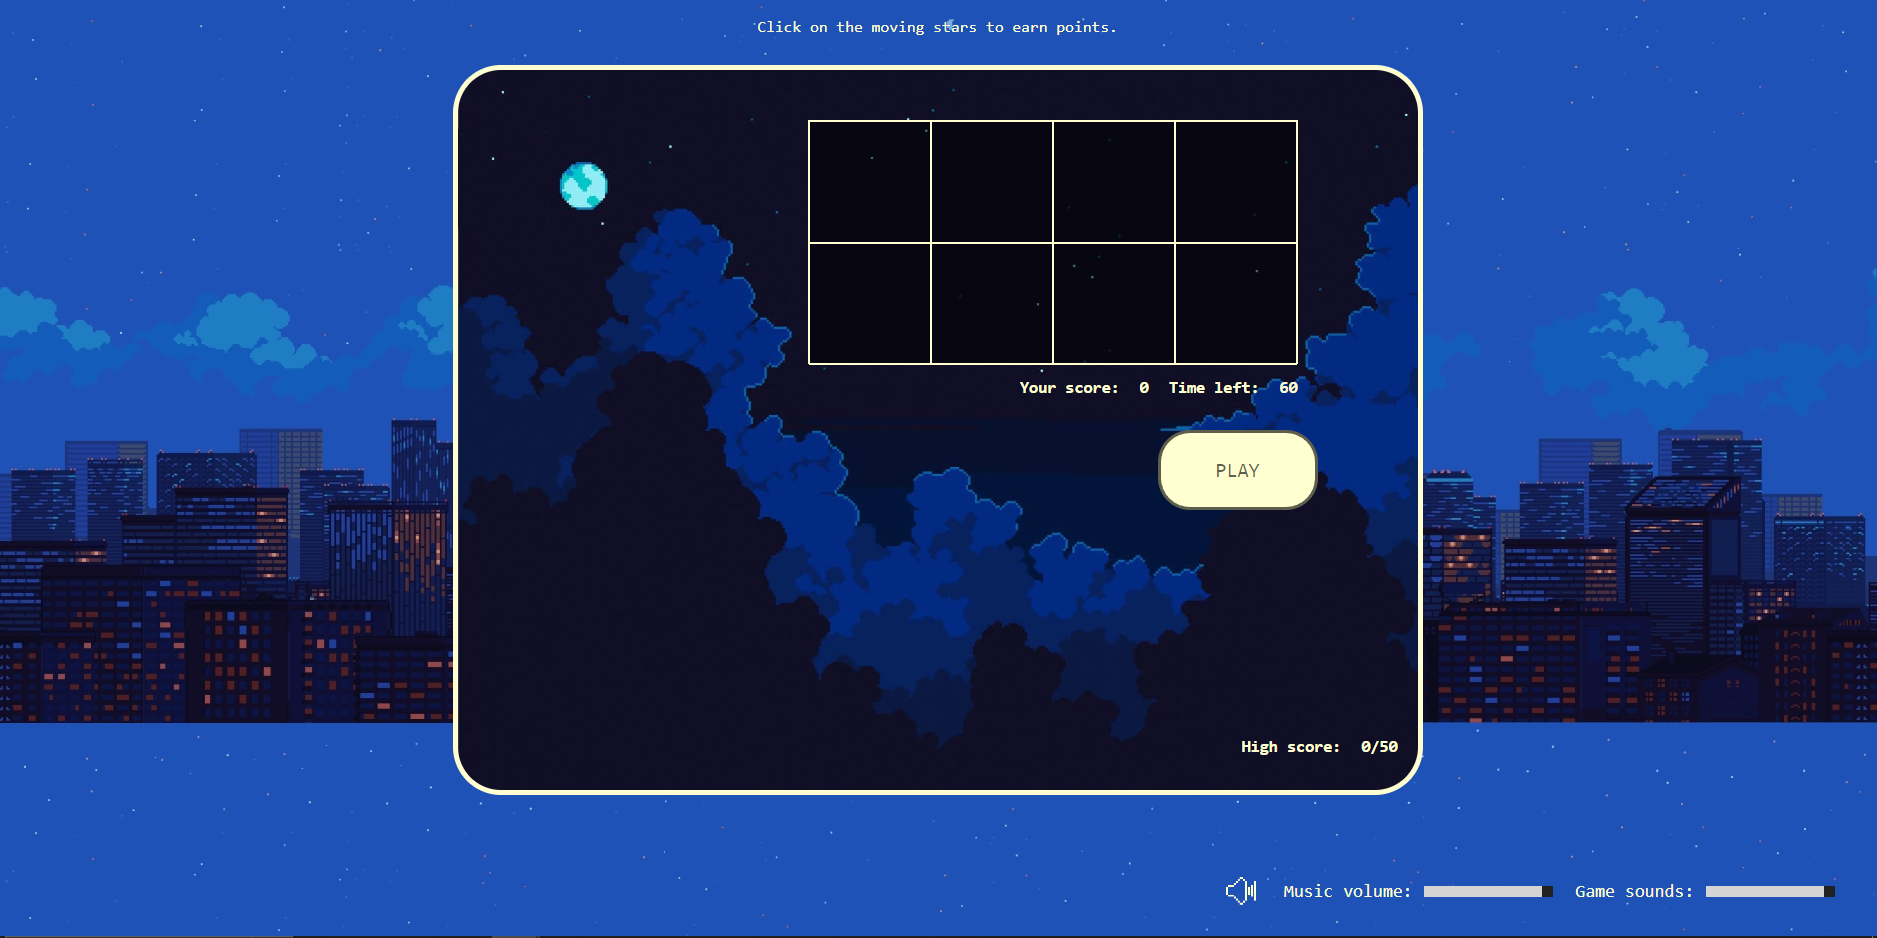 Click on the moving stars to earn points.
Your score: 0 Time left: 60
PLAY
High score: 0/50
Music volume: Game sounds: